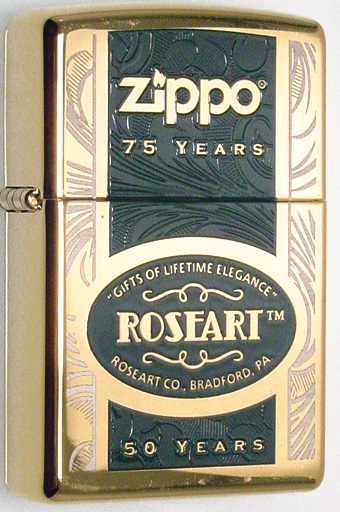 zippo®
75 YEARS
"GIFTS OF LIFETIME ELEGANCE"
ROSEART™
ROSEART CO., BRADFORD, PA
50 YEARS